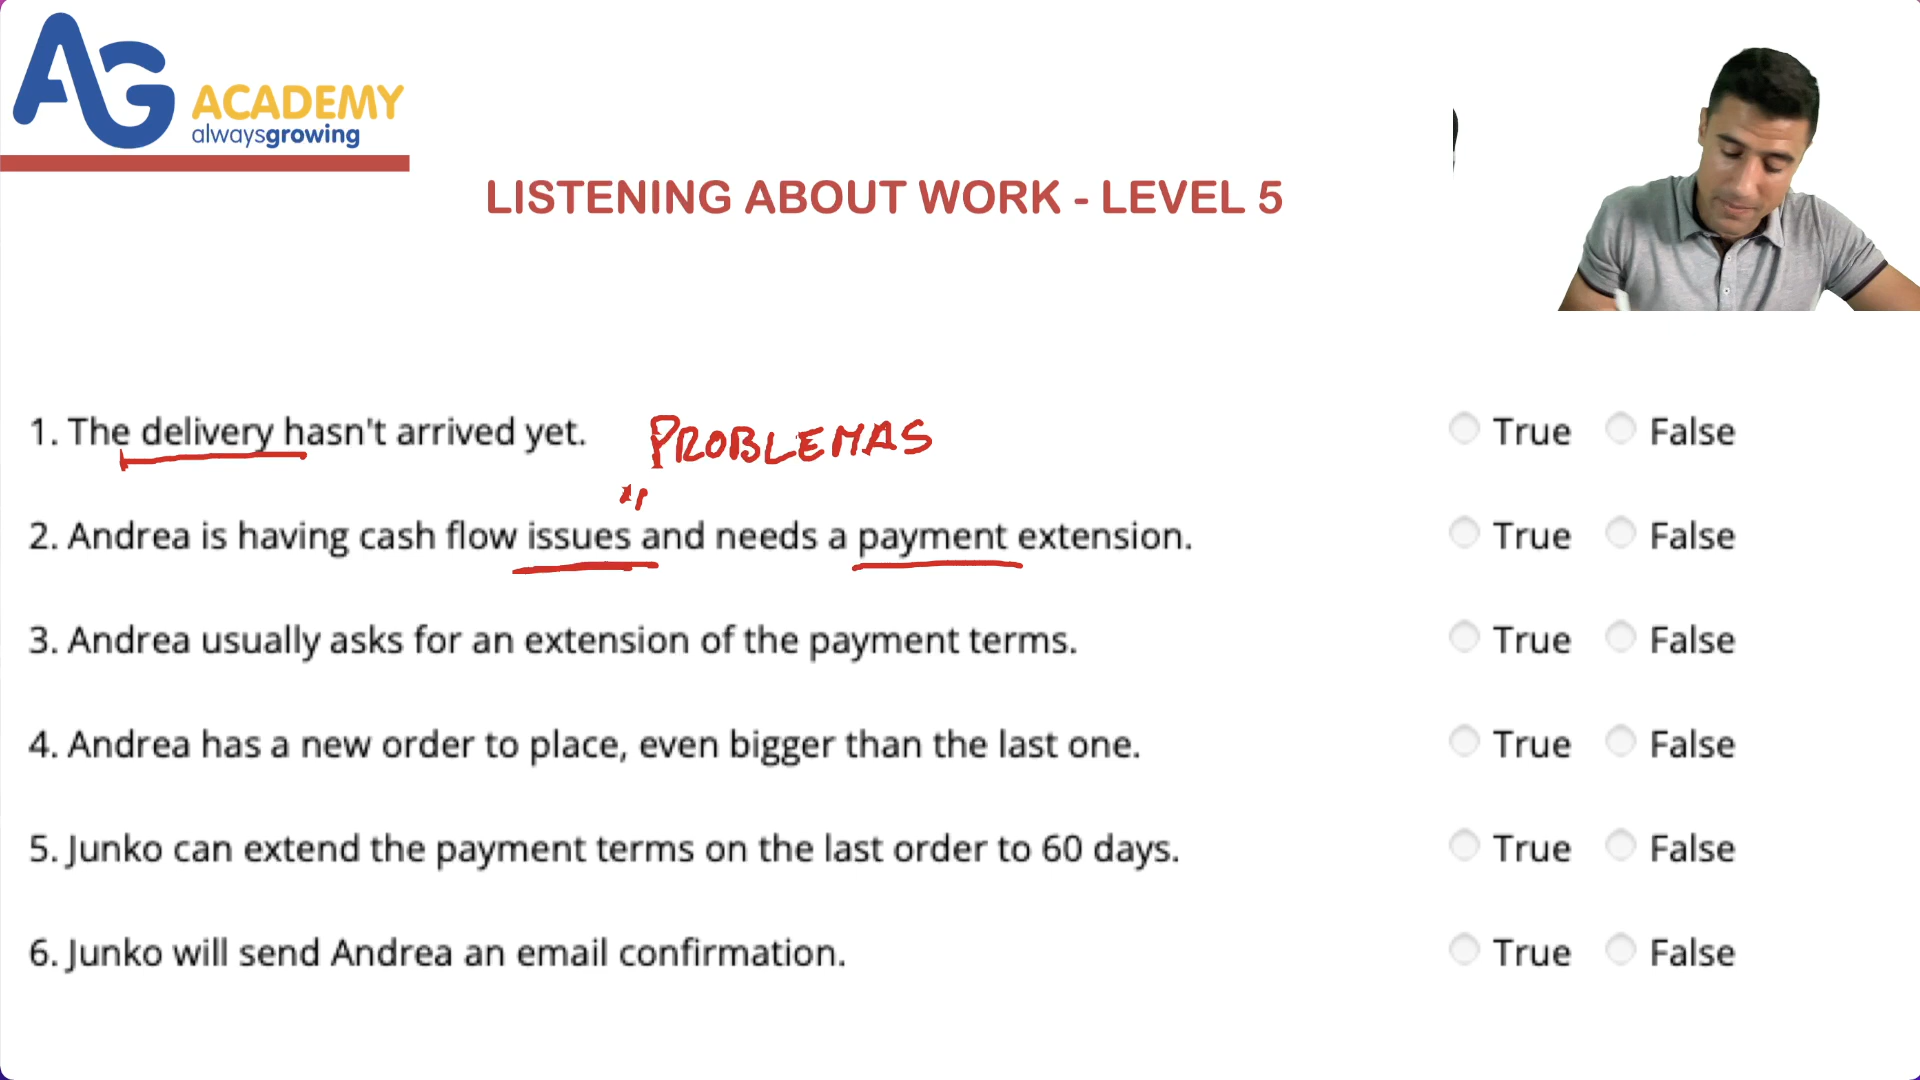 AG ACADEMY
alwaysgrowing
LISTENING ABOUT WORK - LEVEL 5
1. The delivery hasn't arrived yet. PROBLEMAS True False
2. Andrea is having cash flow issues and needs a payment extension. True False
3. Andrea usually asks for an extension of the payment terms. True False
4. Andrea has a new order to place, even bigger than the last one. True False
5. Junko can extend the payment terms on the last order to 60 days. True False
6. Junko will send Andrea an email confirmation. True False